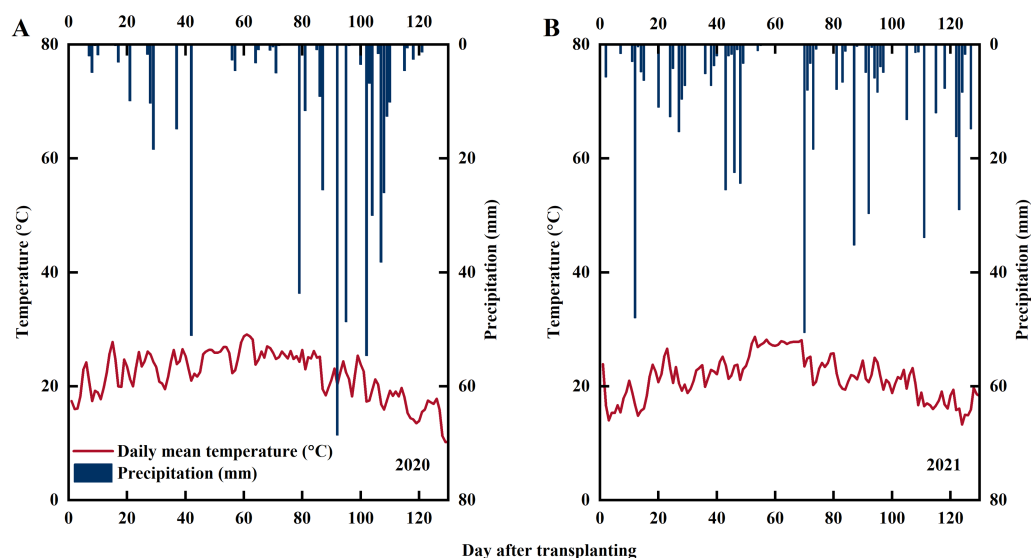 A
0 20 40 60 80 100 120
B
0 20 40 60 80 100 120
80 0
80 0
60 20
60 20
40 40
40 40
20 60
20 60
0 80
0 80
Temperature (°C)
Precipitation (mm)
Temperature (°C)
Precipitation (mm)
Daily mean temperature (°C)
Precipitation (mm)
2020
2021
0 20 40 60 80 100 120
0 20 40 60 80 100 120
Day after transplanting